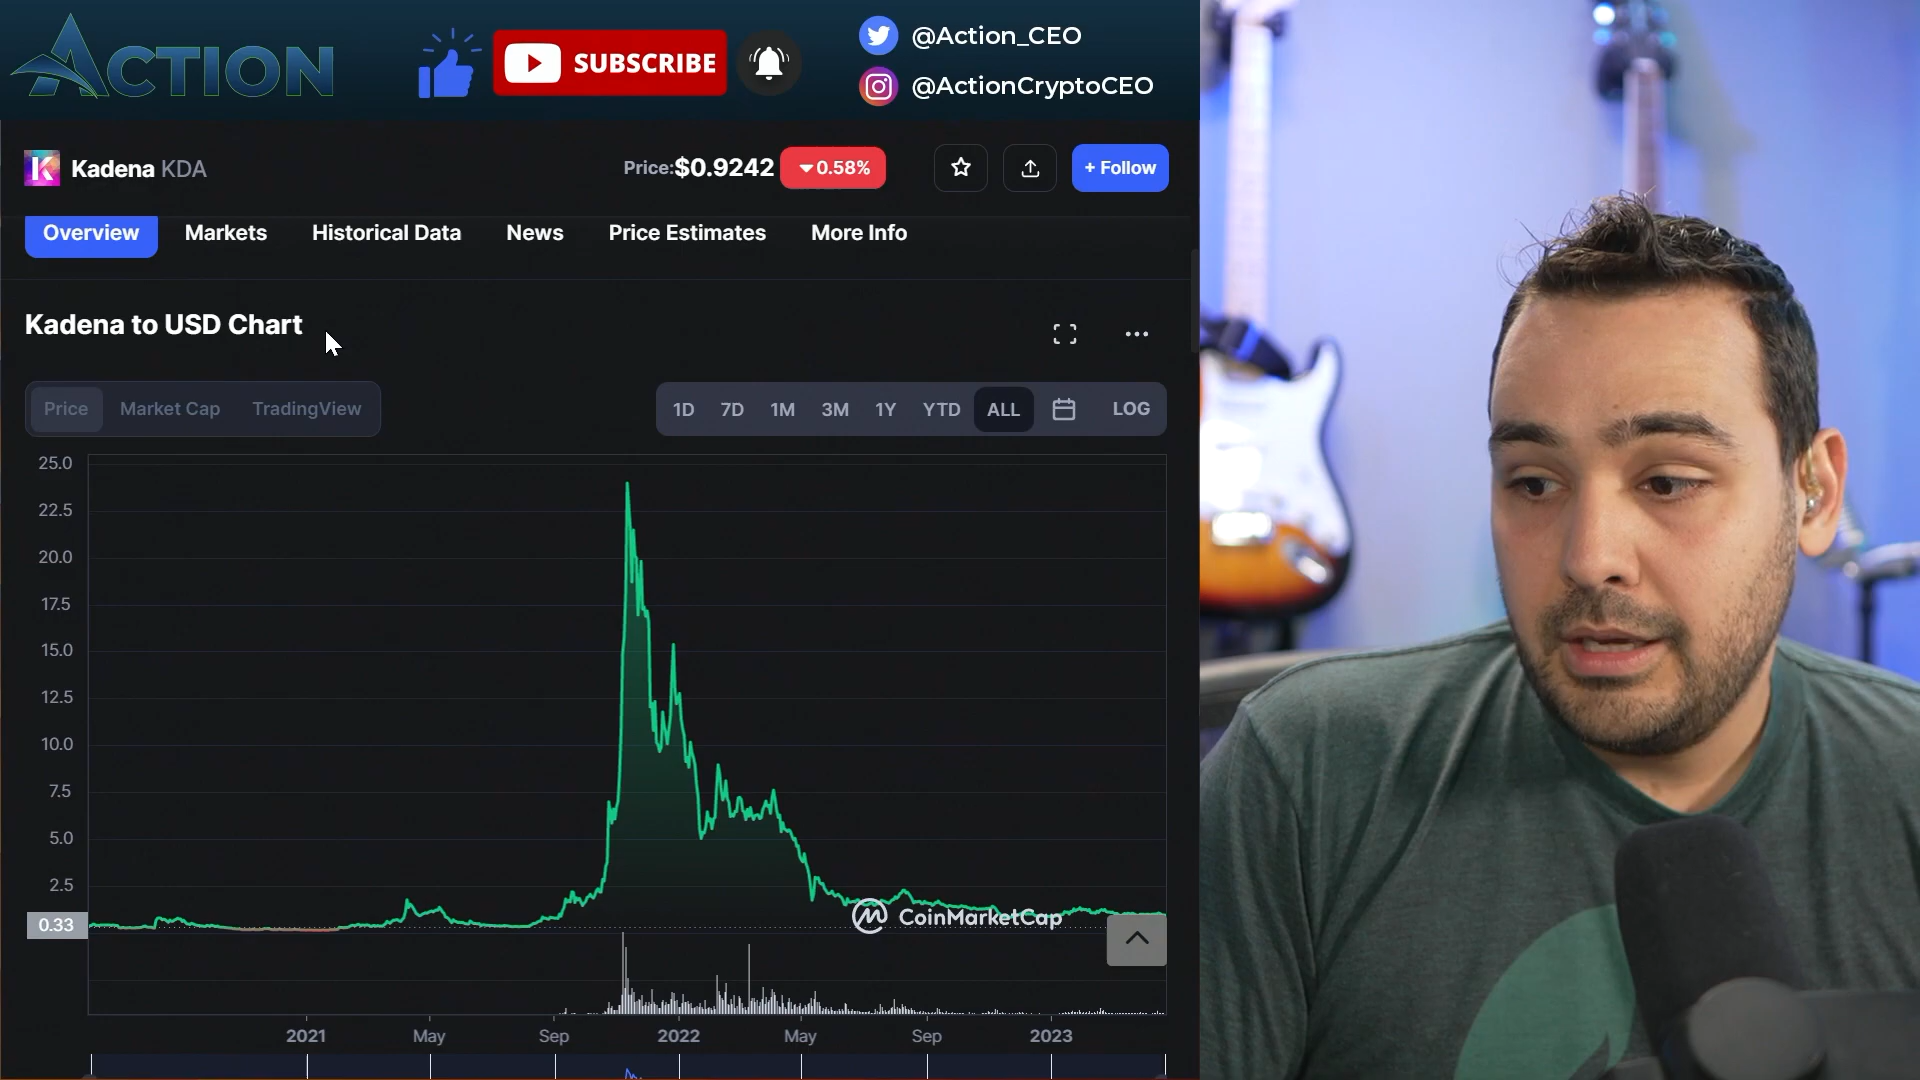 ACTION
SUBSCRIBE
@Action_CEO
@ActionCryptoCEO
K
Kadena KDA
Price: $0.9242
0.58%
+ Follow
Overview
Markets
Historical Data
News
Price Estimates
More Info
Kadena to USD Chart
Price
Market Cap
TradingView
1D
7D
1M
3M
1Y
YTD
ALL
LOG
25.0
22.5
20.0
17.5
15.0
12.5
10.0
7.5
5.0
2.5
0.33
CoinMarketCap
2021
May
Sep
2022
May
Sep
2023